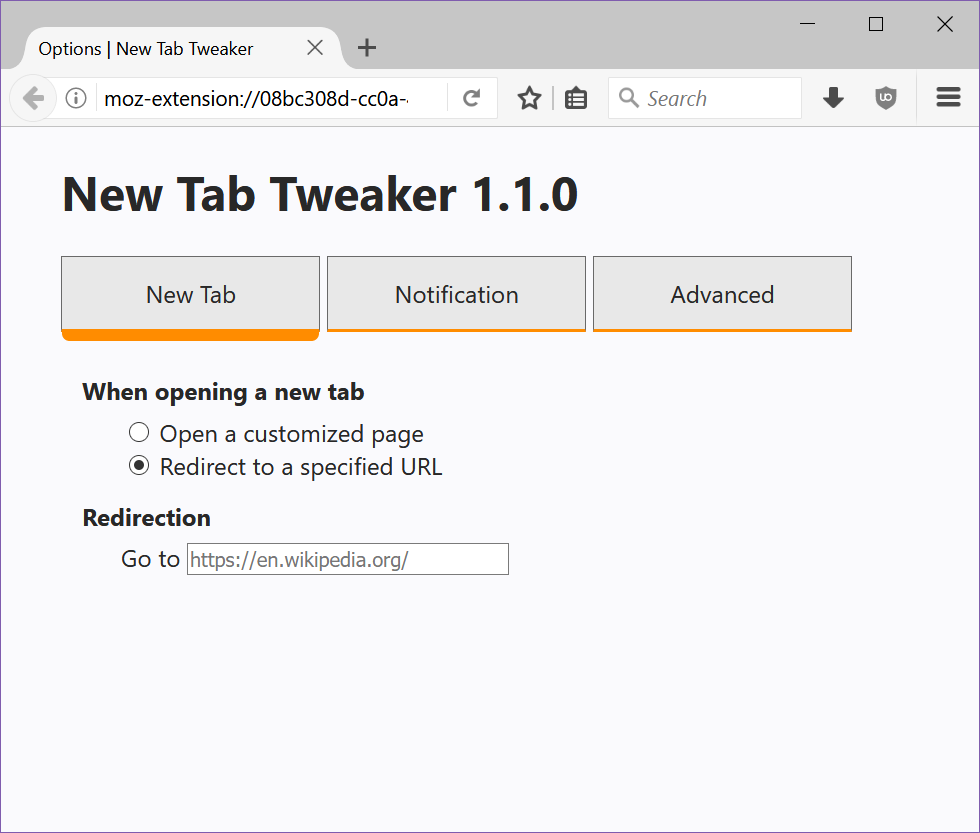 Options | New Tab Tweaker
moz-extension://08bc308d-cc0a-
Search
New Tab Tweaker 1.1.0
New Tab
Notification
Advanced
When opening a new tab
Open a customized page
Redirect to a specified URL
Redirection
Go to https://en.wikipedia.org/